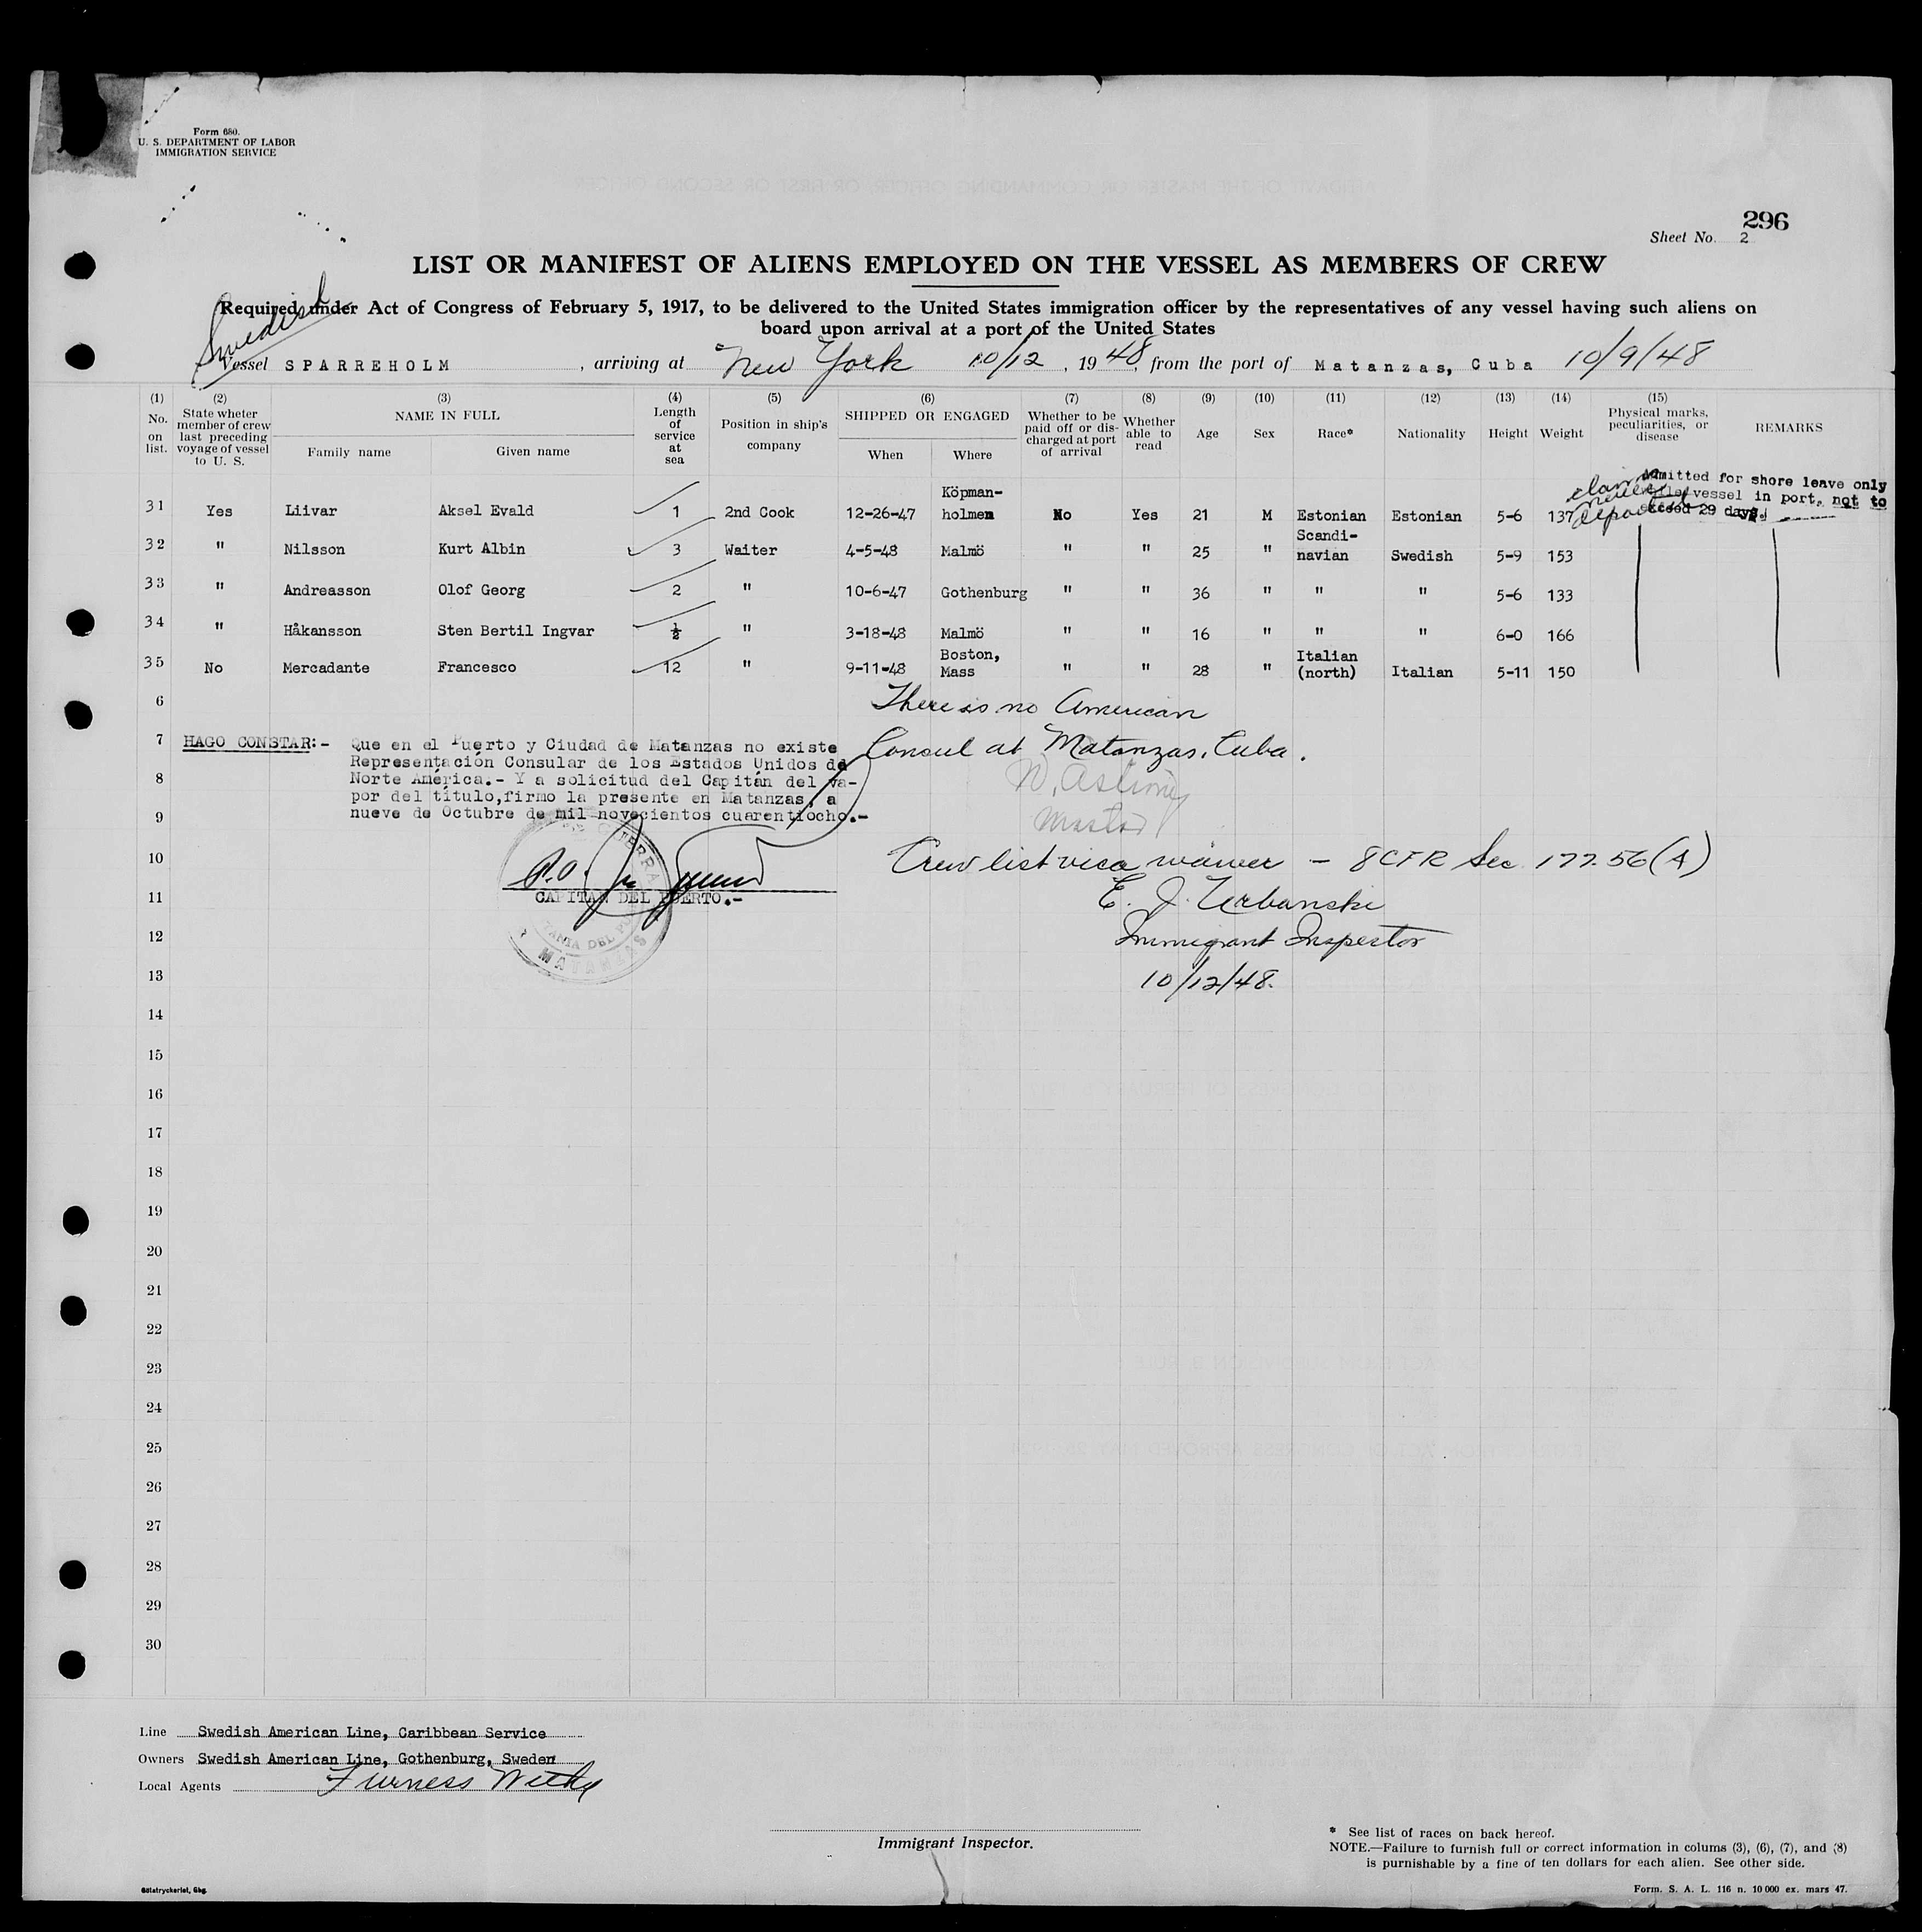 Form 680.
U. S. DEPARTMENT OF LABOR
IMMIGRATION SERVICE
296
Sheet No. 2
LIST OR MANIFEST OF ALIENS EMPLOYED ON THE VESSEL AS MEMBERS OF CREW
Swedish
Required under Act of Congress of February 5, 1917, to be delivered to the United States immigration officer by the representatives of any vessel having such aliens on
board upon arrival at a port of the United States
Vessel SPARREHOLM, arriving at New York 10/12, 1948, from the port of Matanzas, Cuba 10/9/48
(1) No. on list.
(2) State wheter member of crew last preceding voyage of vessel to U. S.
(3) NAME IN FULL Family name Given name
(4) Length of service at sea
(5) Position in ship's company
(6) SHIPPED OR ENGAGED When Where
(7) Whether to be paid off or discharged at port of arrival
(8) Whether able to read
(9) Age
(10) Sex
(11) Race*
(12) Nationality
(13) Height
(14) Weight
(15) Physical marks, peculiarities, or disease
REMARKS
Admitted for shore leave only
vessel in port, not to
exceed 29 days.
31 Yes Liivar Aksel Evald 1 2nd Cook 12-26-47 Köpman-holmen No Yes 21 M Estonian Estonian 5-6 137 claims never deported
32 " Nilsson Kurt Albin 3 Waiter 4-5-48 Malmö " " 25 " Scandi-navian Swedish 5-9 153
33 " Andreasson Olof Georg 2 " 10-6-47 Gothenburg " " 36 " " " 5-6 133
34 " Håkansson Sten Bertil Ingvar ½ " 3-18-48 Malmö " " 16 " " " 6-0 166
35 No Mercadante Francesco 12 " 9-11-48 Boston, Mass " " 28 " Italian (north) Italian 5-11 150
6
There is no American
7
Consul at Matanzas, Cuba.
HAGO CONSTAR:- Que en el Puerto y Ciudad de Matanzas no existe
Representación Consular de los Estados Unidos de
8
Norte América.- Y a solicitud del Capitán del va-
por del título, firmo la presente en Matanzas, a
9
nueve de Octubre de mil novecientos cuarentiocho.-
Master
10
Crew list visa waiver - 8 CFR Sec. 177.56(A)
P.O.
11
CAPITAN DEL PUERTO.-
E. J. Urbanski
12
MATANZAS
Immigrant Inspector
13
10/12/48.
14
15
16
17
18
19
20
21
22
23
24
25
26
27
28
29
30
Line Swedish American Line, Caribbean Service
Owners Swedish American Line, Gothenburg, Sweden
Local Agents Furness Withy
Immigrant Inspector.
* See list of races on back hereof.
NOTE.—Failure to furnish full or correct information in colums (3), (6), (7), and (8)
is purnishable by a fine of ten dollars for each alien. See other side.
Götatryckeriet, Gbg.
Form. S. A. L. 116 n. 10 000 ex. mars 47.